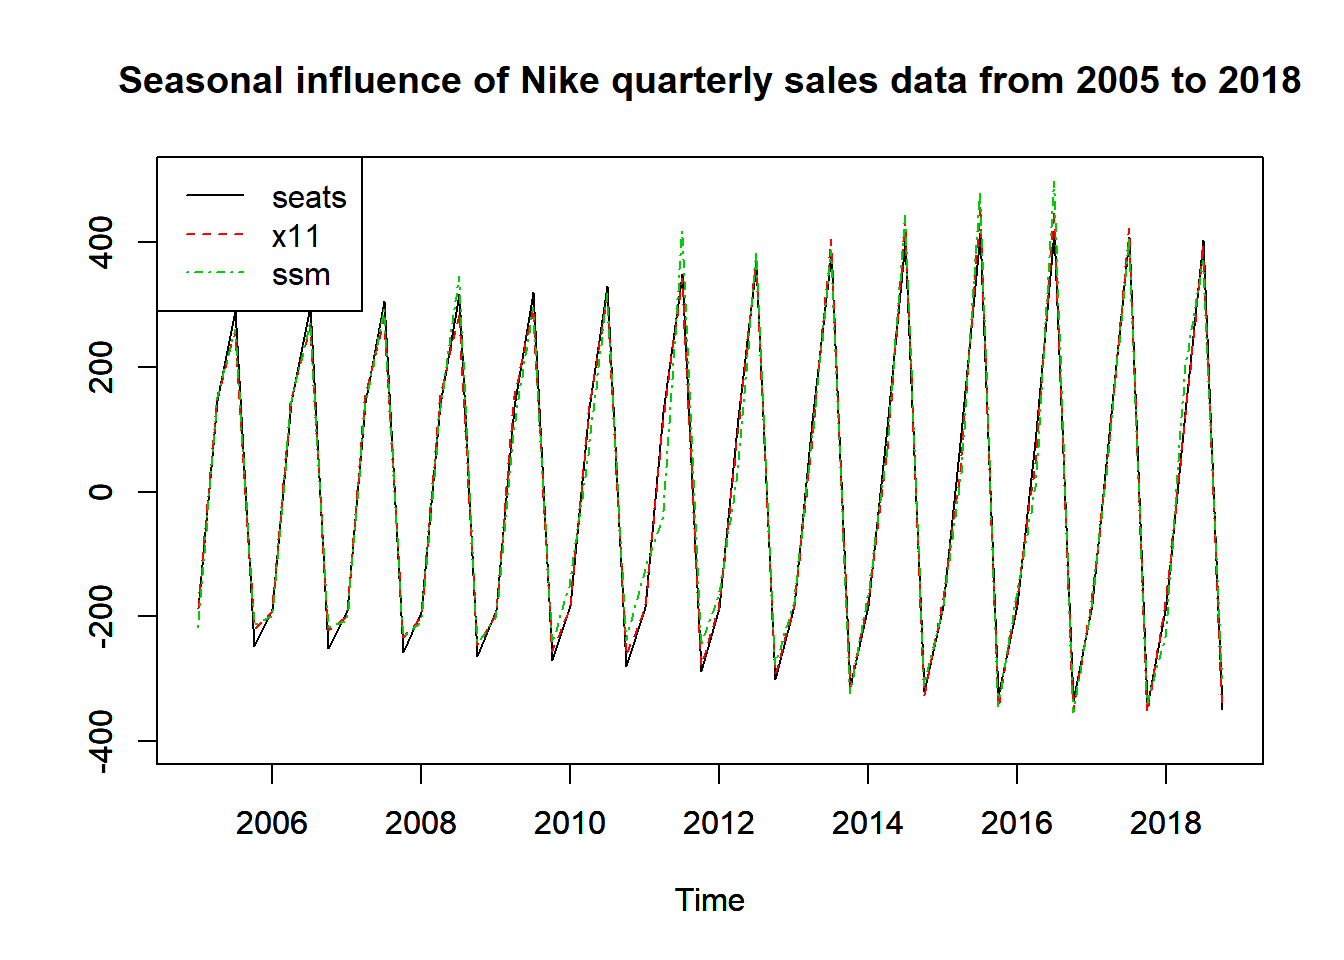 Seasonal influence of Nike quarterly sales data from 2005 to 2018
seats
x11
ssm
400
200
0
-200
-400
2006 2008 2010 2012 2014 2016 2018
Time